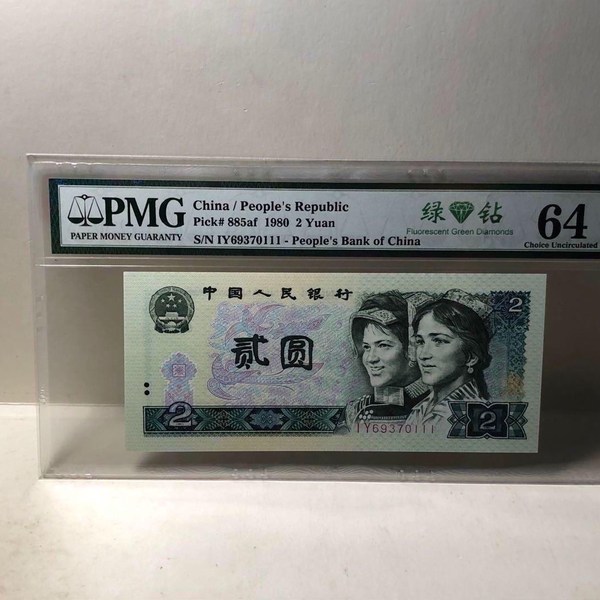 PMG
PAPER MONEY GUARANTY
China / People's Republic
Pick# 885af 1980 2 Yuan
S/N IY69370111 - People's Bank of China
绿 钻
Fluorescent Green Diamonds
64
Choice Uncirculated
中国人民银行
2
贰圆
2
IY69370111
2